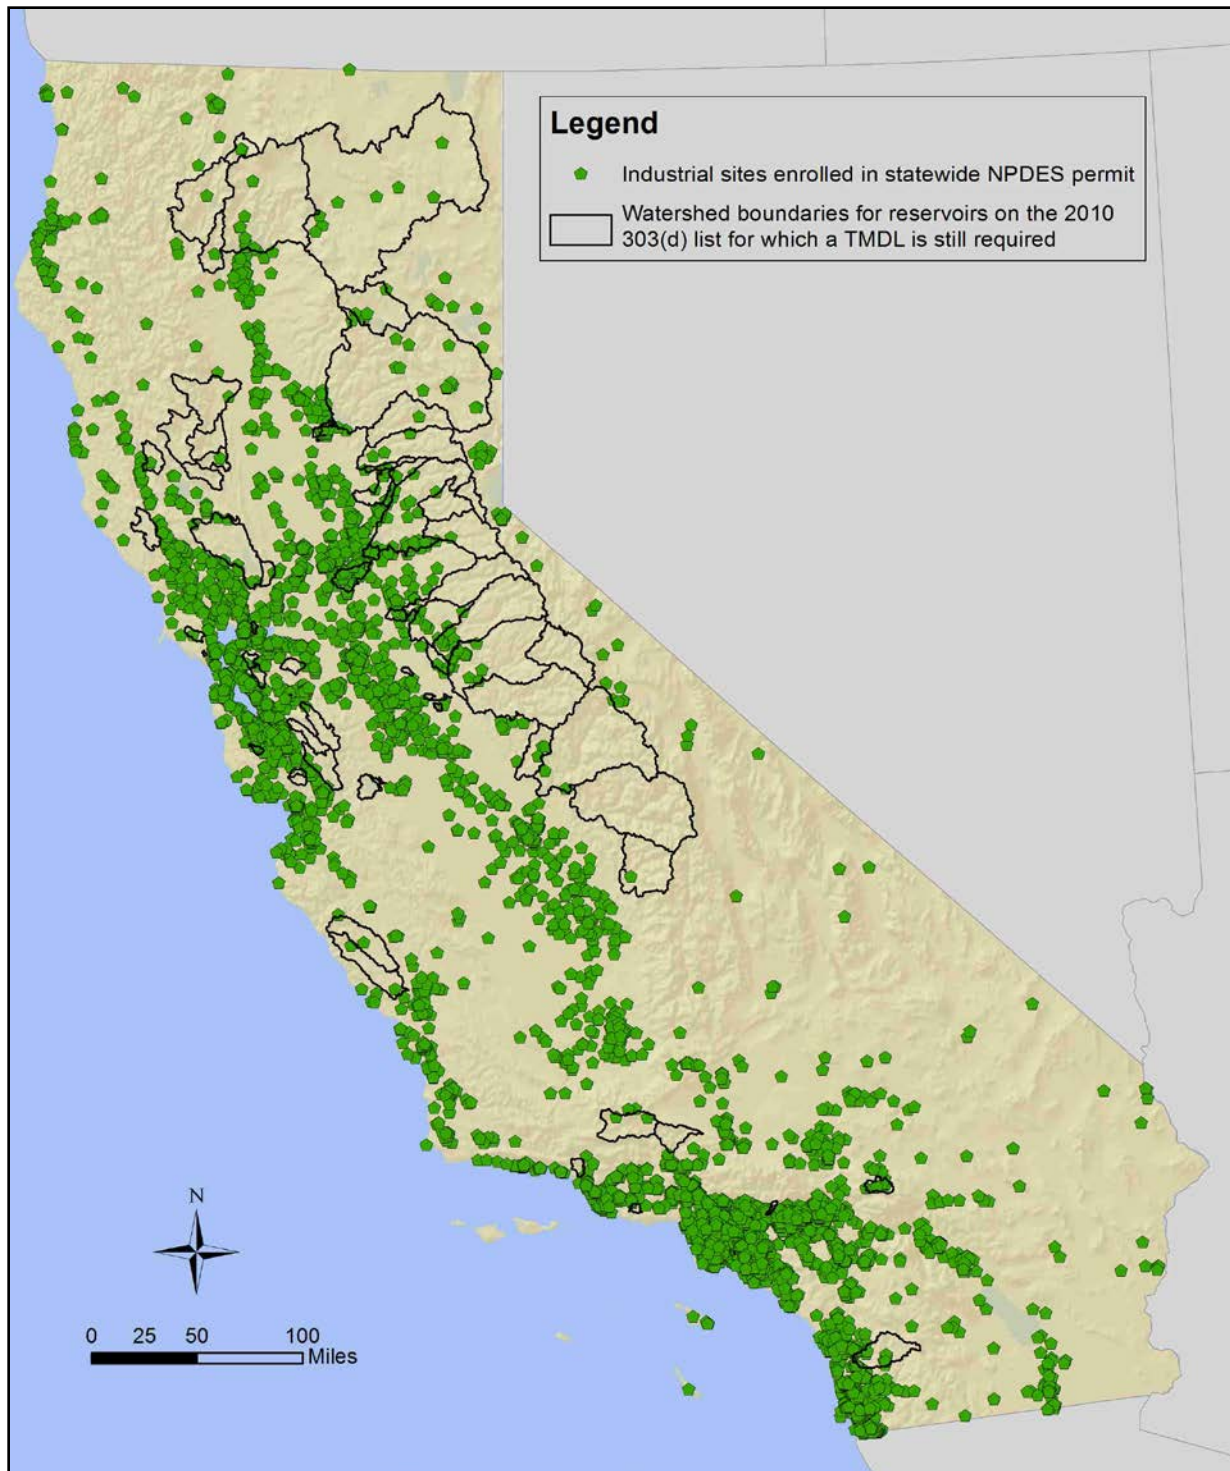 Legend
Industrial sites enrolled in statewide NPDES permit
Watershed boundaries for reservoirs on the 2010
303(d) list for which a TMDL is still required
N
0 25 50 100
Miles